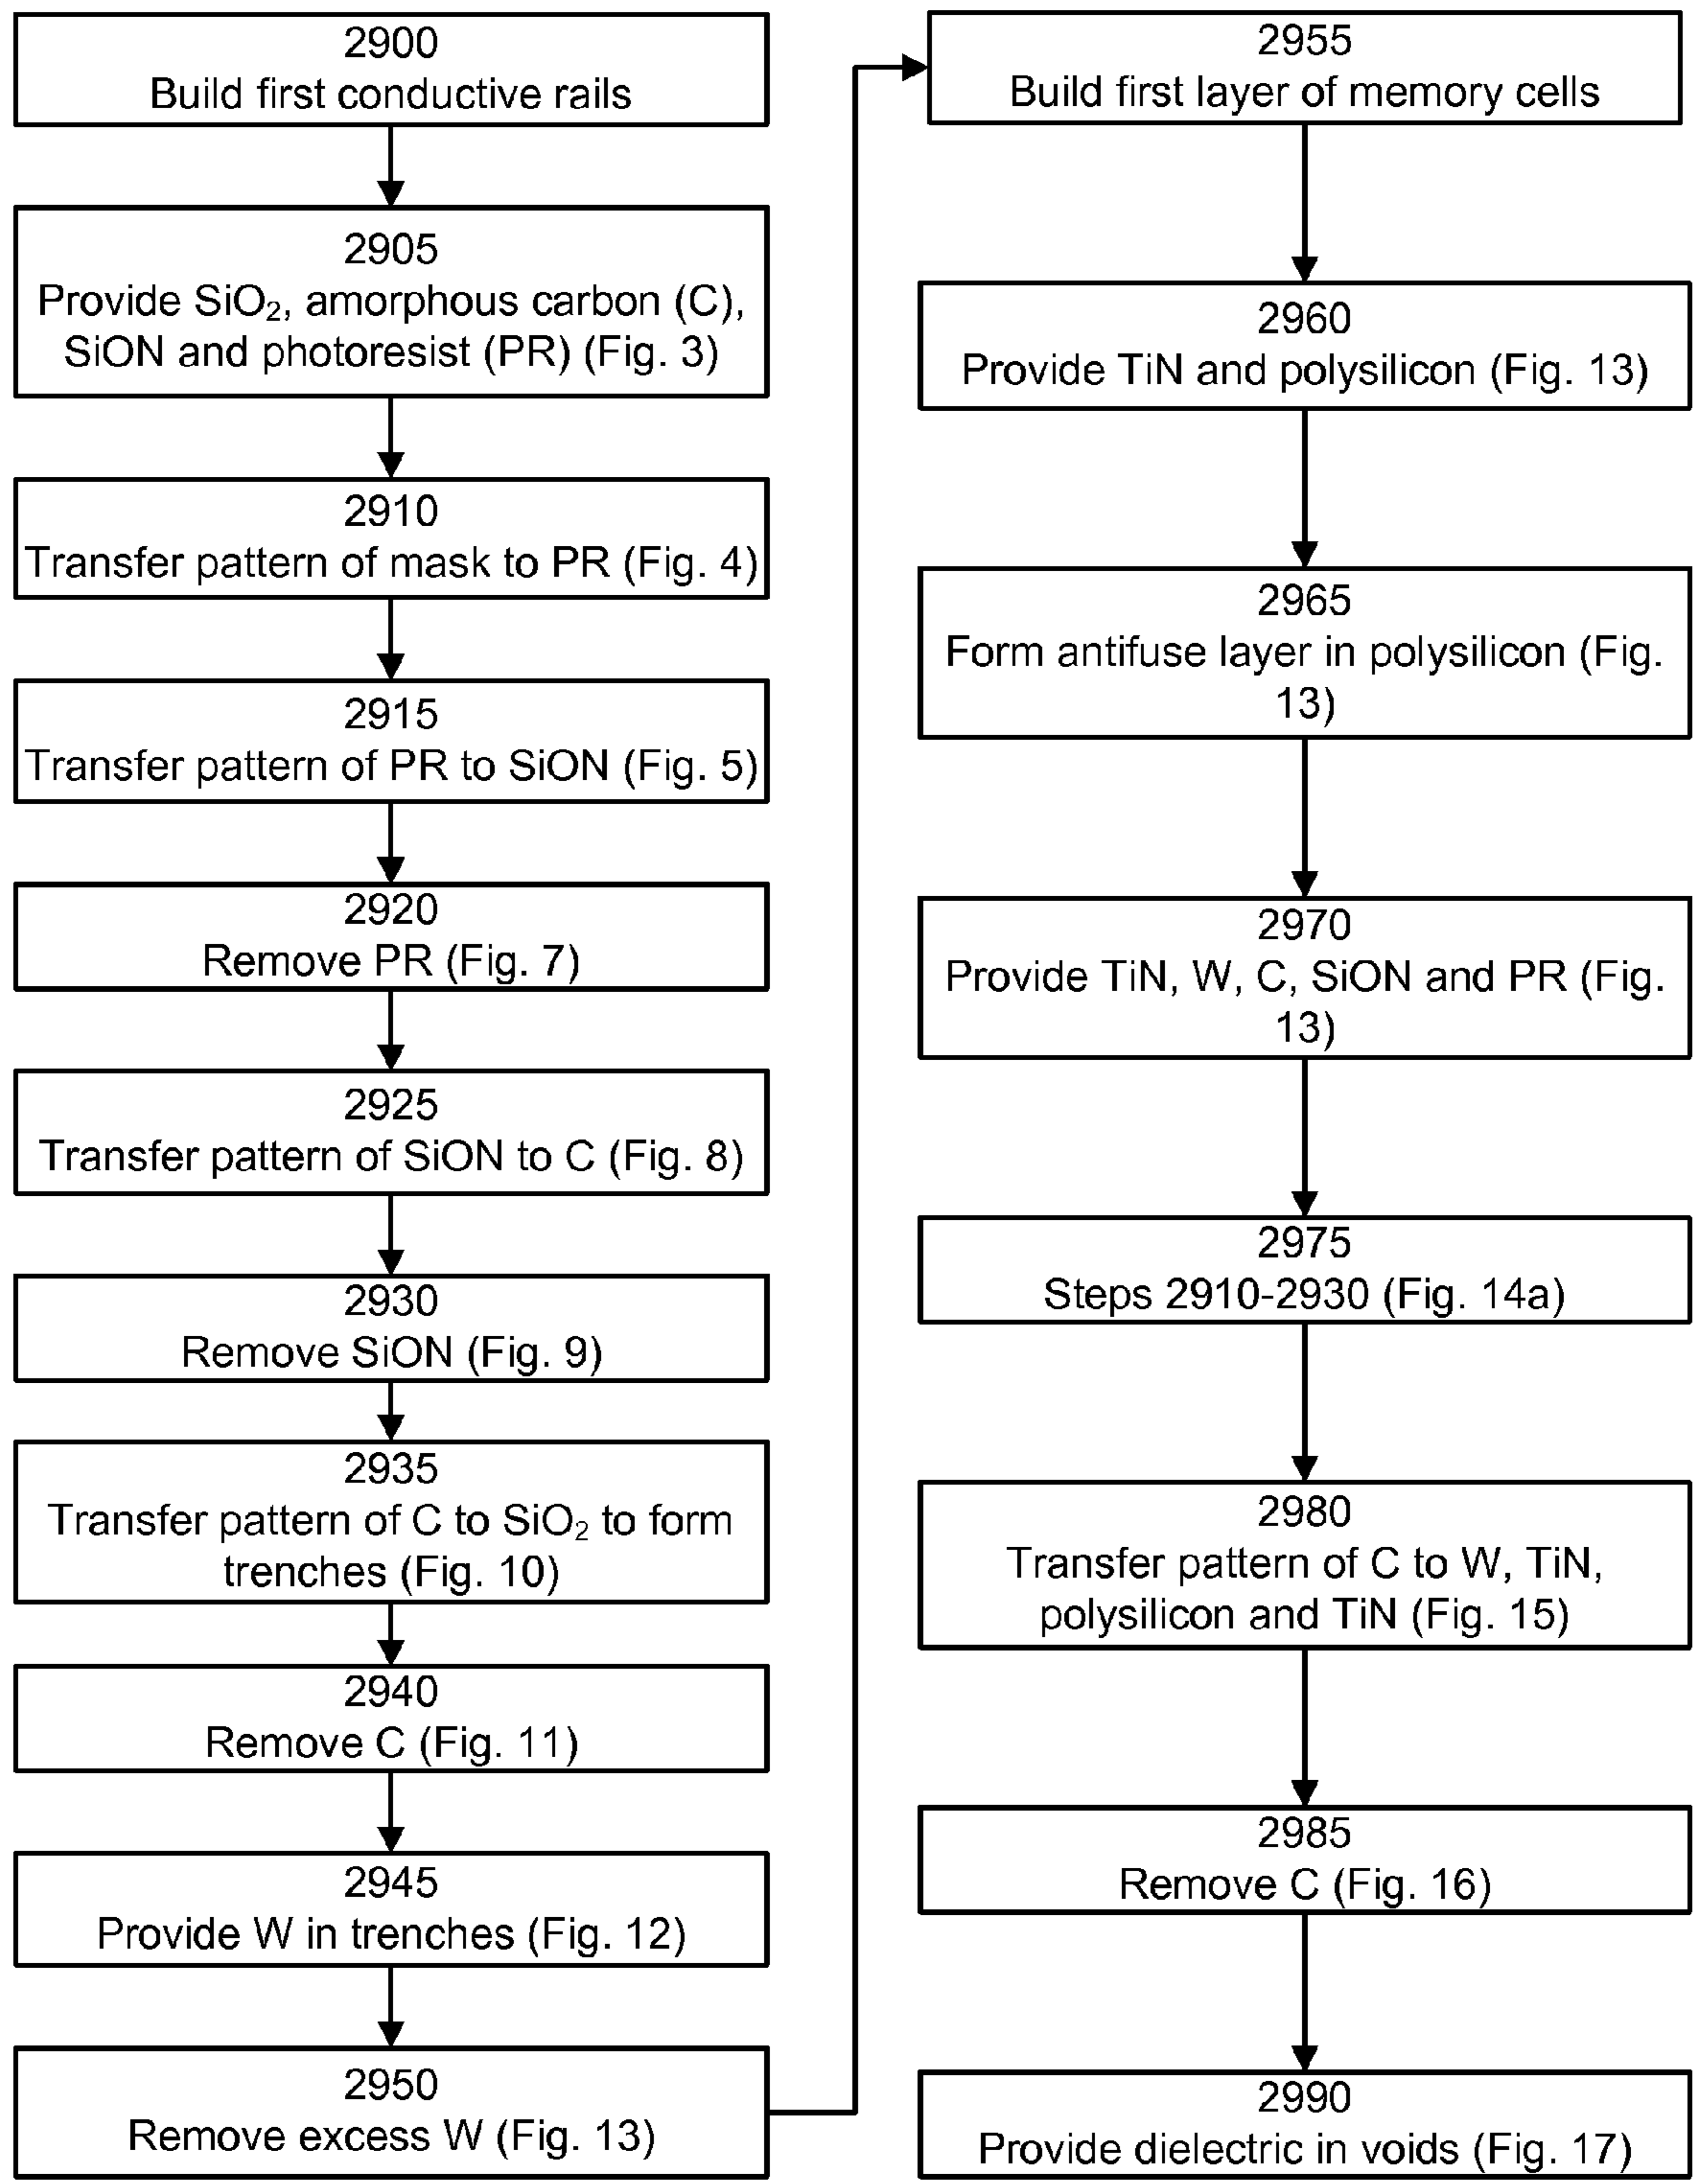 2900
Build first conductive rails
2905
Provide SiO₂, amorphous carbon (C),
SiON and photoresist (PR) (Fig. 3)
2910
Transfer pattern of mask to PR (Fig. 4)
2915
Transfer pattern of PR to SiON (Fig. 5)
2920
Remove PR (Fig. 7)
2925
Transfer pattern of SiON to C (Fig. 8)
2930
Remove SiON (Fig. 9)
2935
Transfer pattern of C to SiO₂ to form
trenches (Fig. 10)
2940
Remove C (Fig. 11)
2945
Provide W in trenches (Fig. 12)
2950
Remove excess W (Fig. 13)
2955
Build first layer of memory cells
2960
Provide TiN and polysilicon (Fig. 13)
2965
Form antifuse layer in polysilicon (Fig.
13)
2970
Provide TiN, W, C, SiON and PR (Fig.
13)
2975
Steps 2910-2930 (Fig. 14a)
2980
Transfer pattern of C to W, TiN,
polysilicon and TiN (Fig. 15)
2985
Remove C (Fig. 16)
2990
Provide dielectric in voids (Fig. 17)